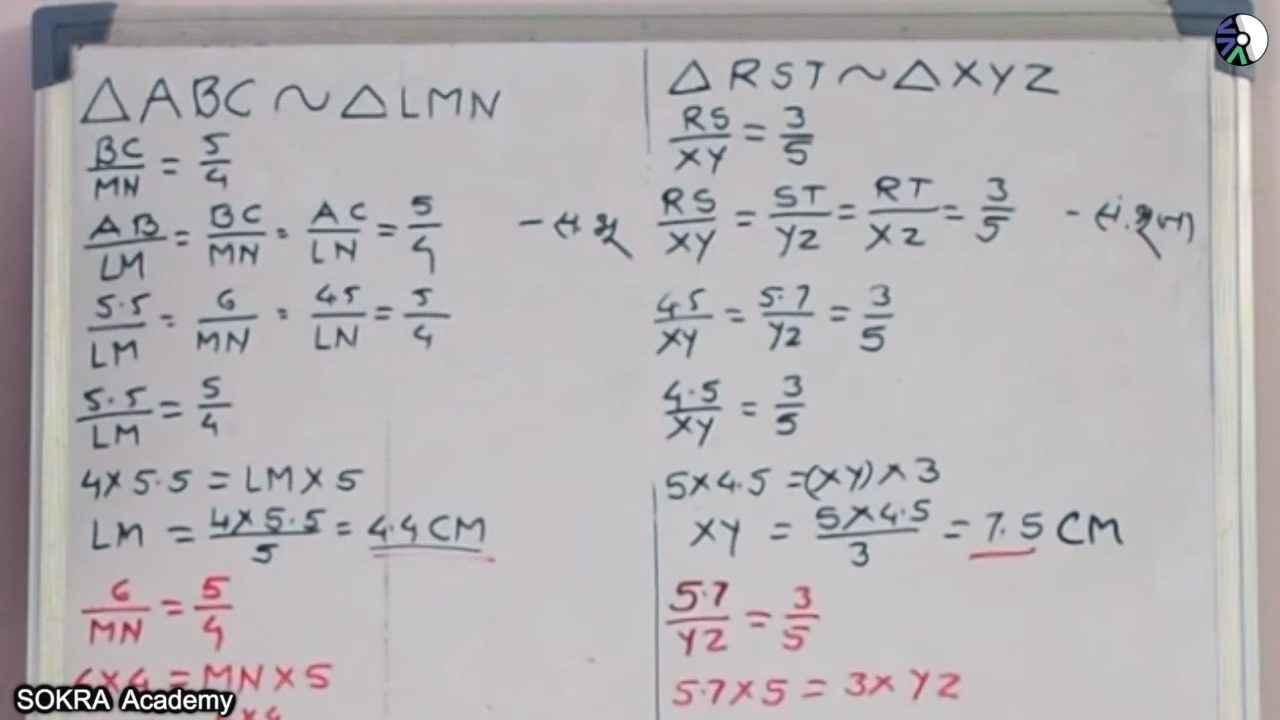 △ABC ~ △LMN
BC/MN = 5/4
AB/LM = BC/MN = AC/LN = 5/4
5.5/LM = 6/MN = 45/LN = 5/4
5.5/LM = 5/4
4×5.5 = LM×5
LM = 4×5.5/5 = 4.4CM
6/MN = 5/4
6×4 = MN×5
×4
△RST ~ △XYZ
RS/XY = 3/5
RS/XY = ST/YZ = RT/XZ = 3/5
45/XY = 5.7/YZ = 3/5
4.5/XY = 3/5
5×4.5 = (XY)×3
XY = 5×4.5/3 = 7.5 CM
5.7/YZ = 3/5
5.7×5 = 3×YZ
SOKRA Academy